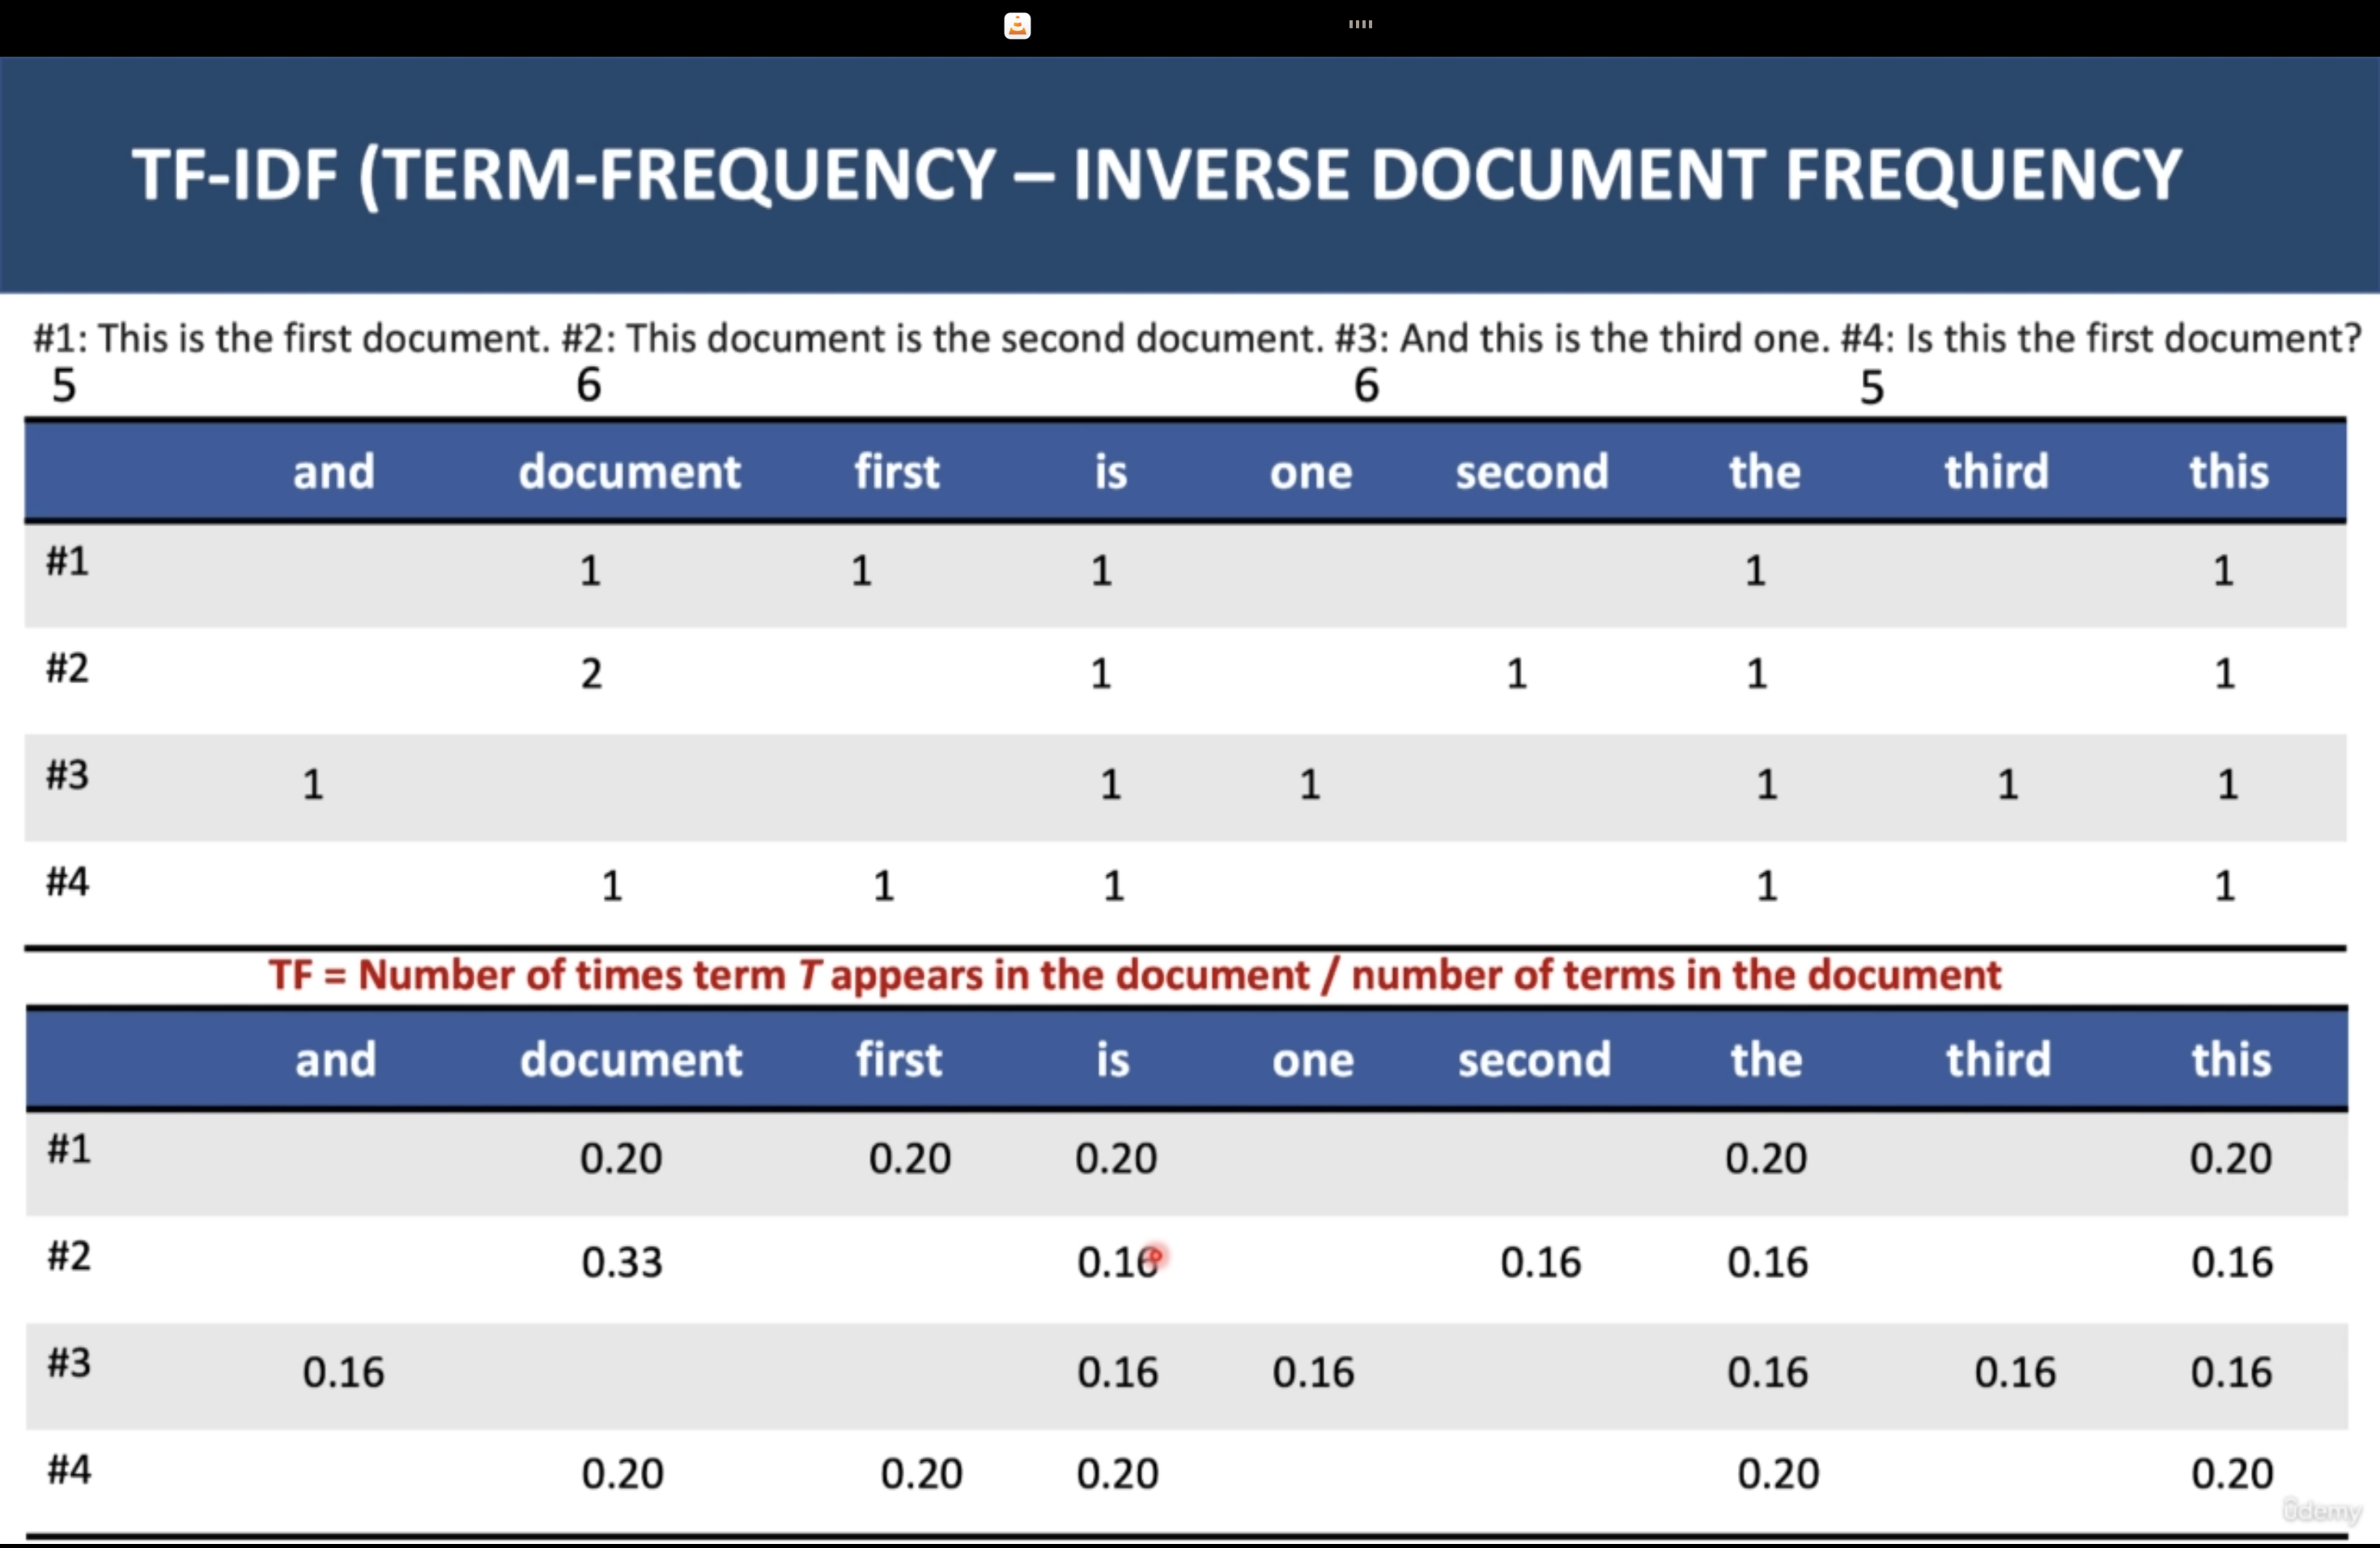 TF-IDF (TERM-FREQUENCY – INVERSE DOCUMENT FREQUENCY
#1: This is the first document. #2: This document is the second document. #3: And this is the third one. #4: Is this the first document?
5 6 6 5
and document first is one second the third this
#1 1 1 1 1 1
#2 2 1 1 1 1
#3 1 1 1 1 1 1
#4 1 1 1 1 1
TF = Number of times term T appears in the document / number of terms in the document
and document first is one second the third this
#1 0.20 0.20 0.20 0.20 0.20
#2 0.33 0.16 0.16 0.16 0.16
#3 0.16 0.16 0.16 0.16 0.16 0.16
#4 0.20 0.20 0.20 0.20 0.20
ûdemy